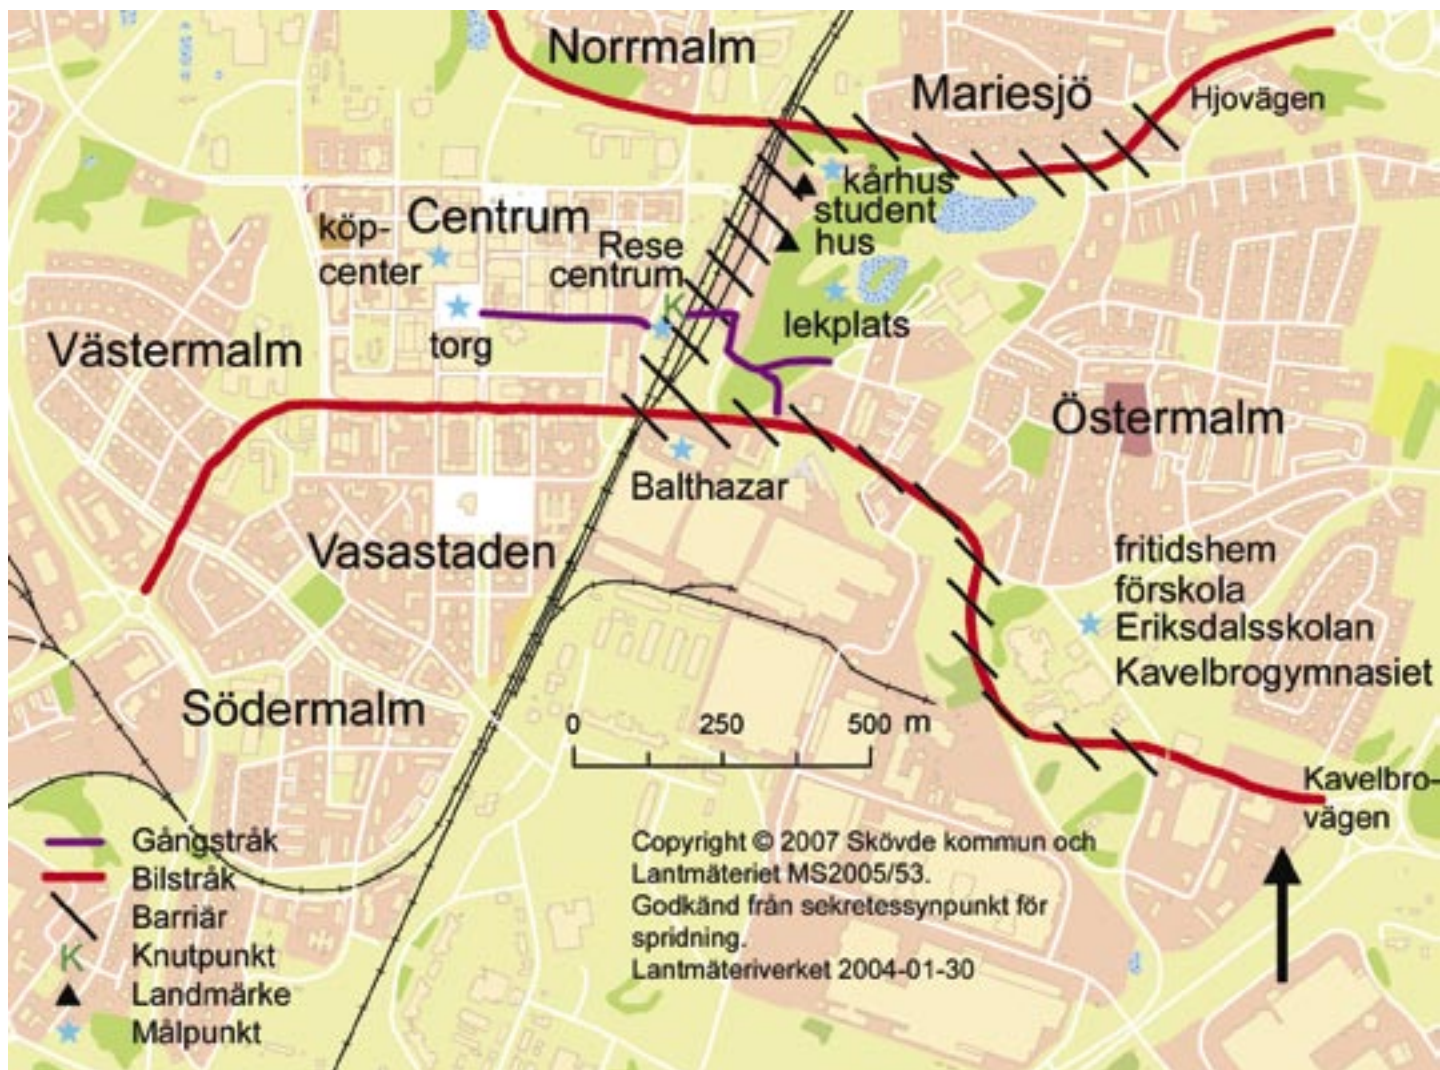 Norrmalm
Mariesjö
Hjovägen
kårhus
student
hus
Centrum
köp-
center
Rese
centrum
K
lekplats
torg
Västermalm
Östermalm
Balthazar
Vasastaden
fritidshem
förskola
Eriksdalsskolan
Kavelbrogymnasiet
Södermalm
0 250 500 m
Kavelbro-
vägen
Gångstråk
Bilstråk
Barriär
K Knutpunkt
Landmärke
Målpunkt
Copyright © 2007 Skövde kommun och
Lantmäteriet MS2005/53.
Godkänd från sekretessynpunkt för
spridning.
Lantmäteriverket 2004-01-30